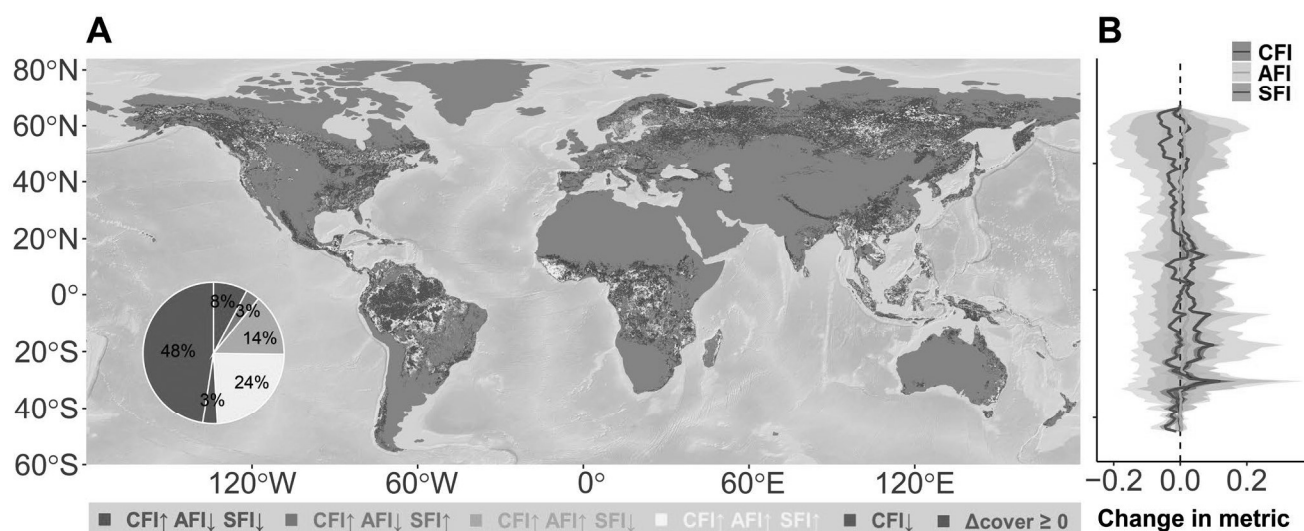 A
B
CFI
AFI
SFI
80°N
60°N
40°N
20°N
0°
20°S
40°S
60°S
8%
3%
14%
48%
24%
3%
120°W
60°W
0°
60°E
120°E
−0.2
0.0
0.2
CFI↑ AFI↓ SFI↓
CFI↑ AFI↓ SFI↑
CFI↑ AFI↑ SFI↓
CFI↑ AFI↑ SFI↑
CFI↓
Δcover ≥ 0
Change in metric